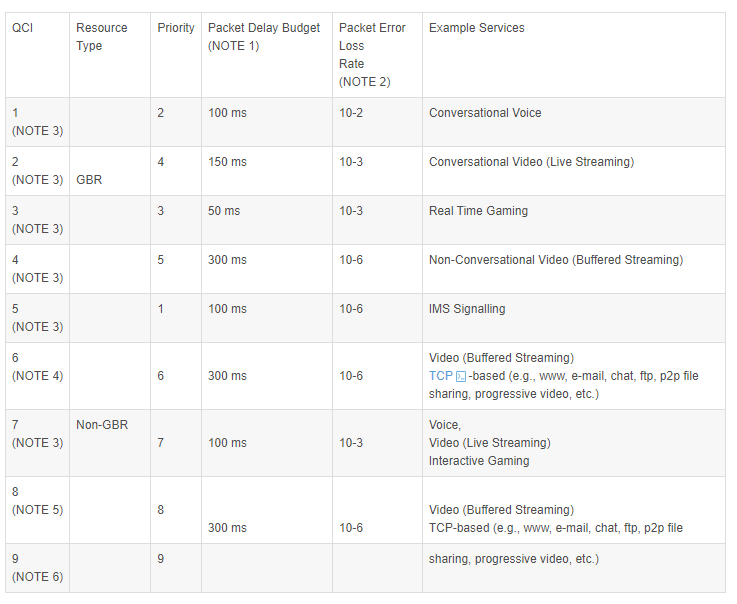 QCI Resource Type Priority Packet Delay Budget (NOTE 1) Packet Error Loss Rate (NOTE 2) Example Services
1 (NOTE 3) 2 100 ms 10-2 Conversational Voice
2 (NOTE 3) GBR 4 150 ms 10-3 Conversational Video (Live Streaming)
3 (NOTE 3) 3 50 ms 10-3 Real Time Gaming
4 (NOTE 3) 5 300 ms 10-6 Non-Conversational Video (Buffered Streaming)
5 (NOTE 3) 1 100 ms 10-6 IMS Signalling
6 (NOTE 4) 6 300 ms 10-6 Video (Buffered Streaming)
TCP -based (e.g., www, e-mail, chat, ftp, p2p file
sharing, progressive video, etc.)
7 (NOTE 3) Non-GBR 7 100 ms 10-3 Voice,
Video (Live Streaming)
Interactive Gaming
8 (NOTE 5) 8 300 ms 10-6 Video (Buffered Streaming)
TCP-based (e.g., www, e-mail, chat, ftp, p2p file
9 (NOTE 6) 9 sharing, progressive video, etc.)